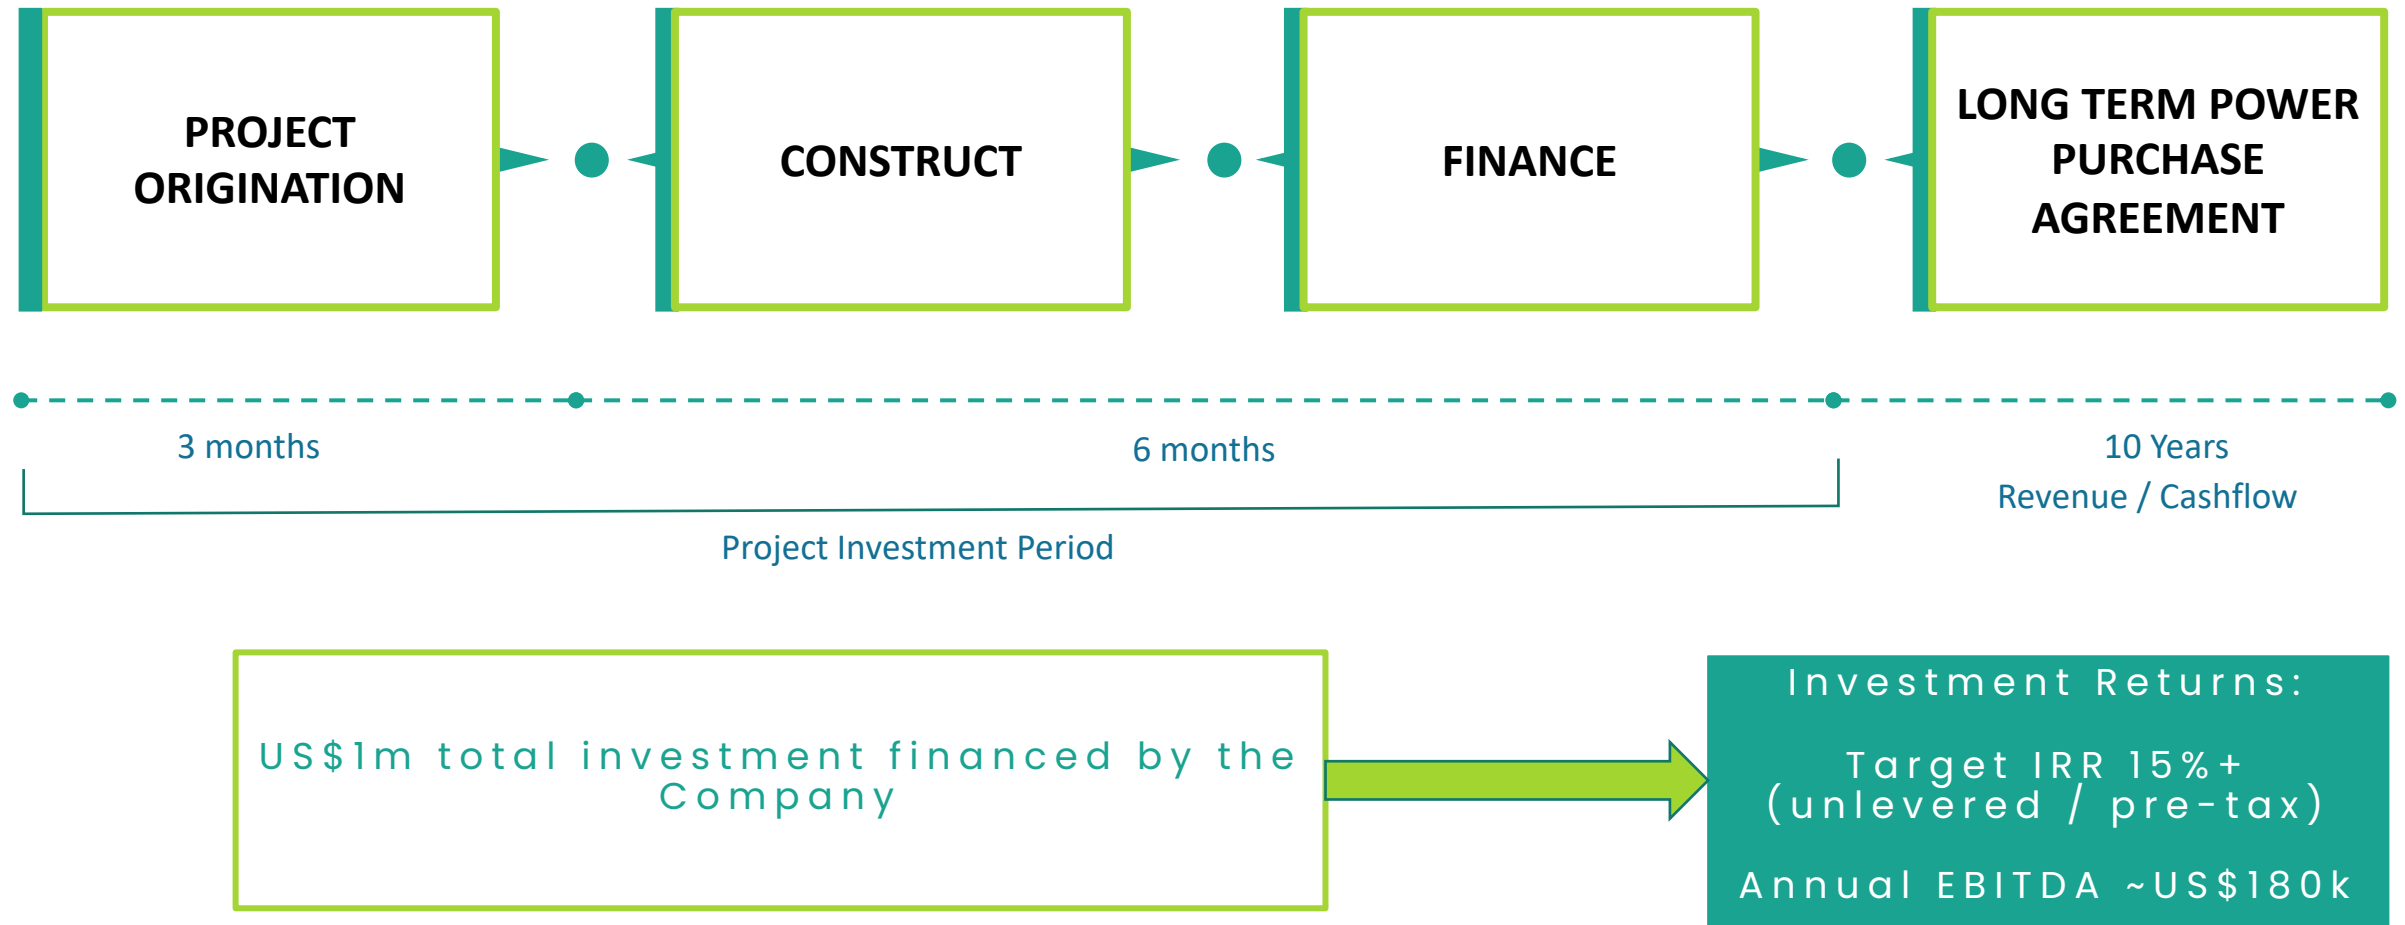 PROJECT
ORIGINATION
CONSTRUCT
FINANCE
LONG TERM POWER
PURCHASE
AGREEMENT
3 months
6 months
10 Years
Revenue / Cashflow
Project Investment Period
US$1m total investment financed by the
Company
Investment Returns:
Target IRR 15%+
(unlevered / pre-tax)
Annual EBITDA ~US$180k